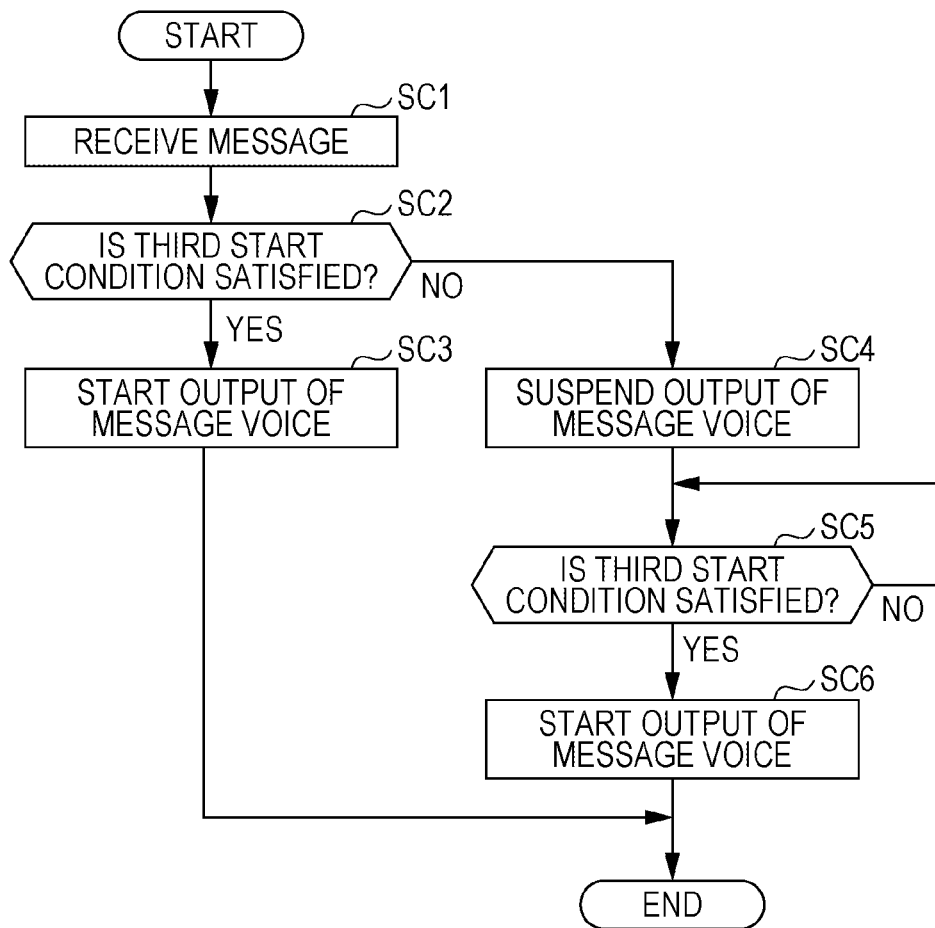 START
SC1
RECEIVE MESSAGE
SC2
IS THIRD START
CONDITION SATISFIED?
NO
YES
SC3
START OUTPUT OF
MESSAGE VOICE
SC4
SUSPEND OUTPUT OF
MESSAGE VOICE
SC5
IS THIRD START
CONDITION SATISFIED?
NO
YES
SC6
START OUTPUT OF
MESSAGE VOICE
END